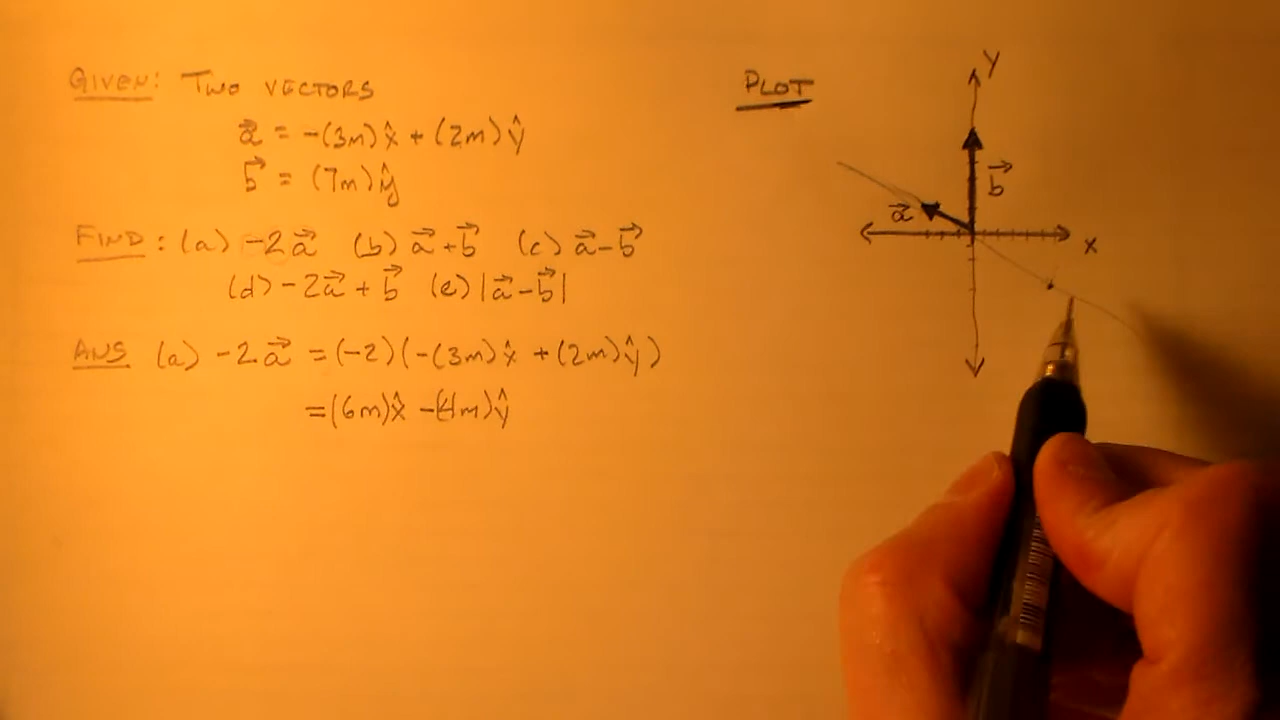 GIVEN: TWO VECTORS
a⃗ = -(3m)x̂ + (2m)ŷ
b⃗ = (7m)ŷ
FIND: (a) -2a⃗ (b) a⃗+b⃗ (c) a⃗-b⃗
(d) -2a⃗ + b⃗ (e) |a⃗-b⃗|
ANS (a) -2a⃗ = (-2)(-(3m)x̂ + (2m)ŷ)
= (6m)x̂ -(4m)ŷ
PLOT
Y
b⃗
a⃗
x